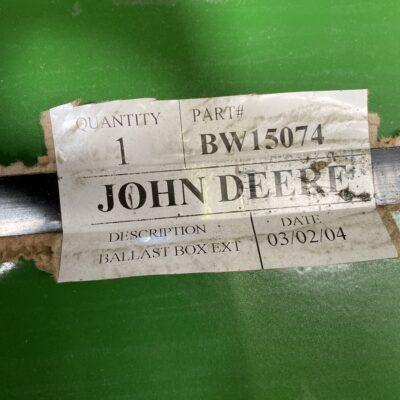 QUANTITY PART#
1 BW15074
JOHN DEERE
DESCRIPTION DATE
BALLAST BOX EXT 03/02/04